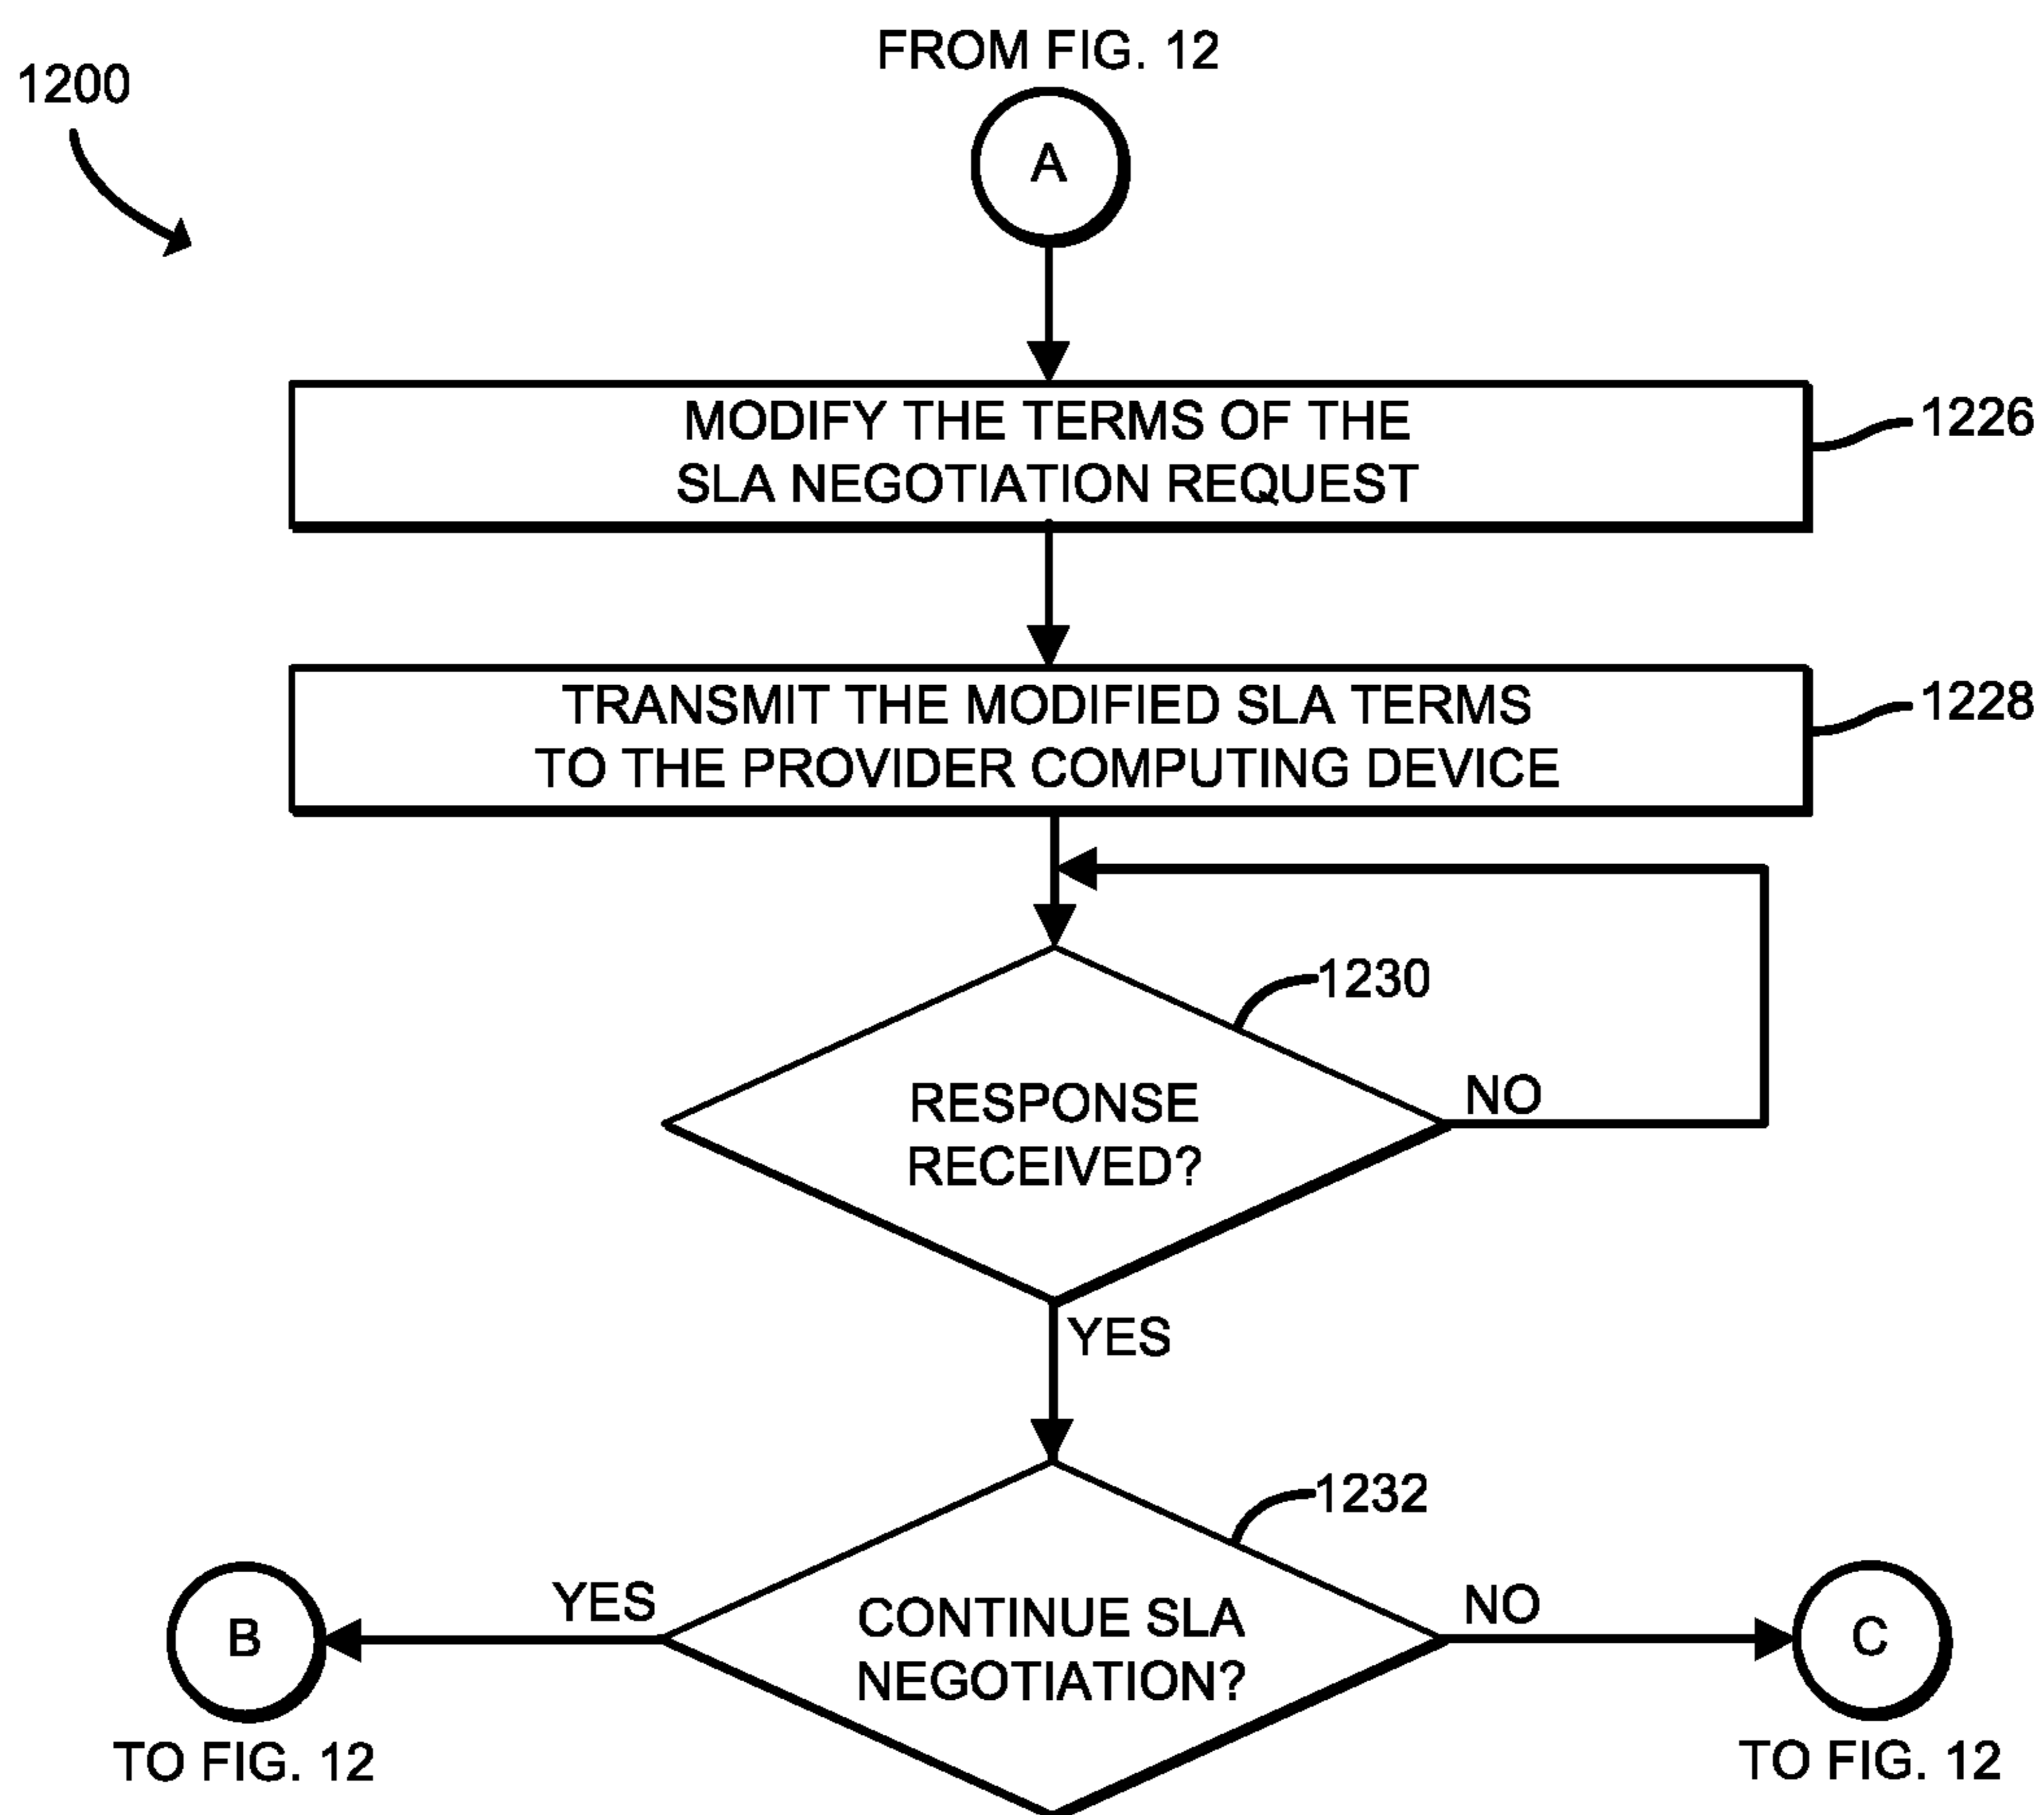 FROM FIG. 12
1200
A
MODIFY THE TERMS OF THE
SLA NEGOTIATION REQUEST
1226
TRANSMIT THE MODIFIED SLA TERMS
TO THE PROVIDER COMPUTING DEVICE
1228
1230
RESPONSE
RECEIVED?
NO
YES
1232
CONTINUE SLA
NEGOTIATION?
YES
NO
B
C
TO FIG. 12
TO FIG. 12